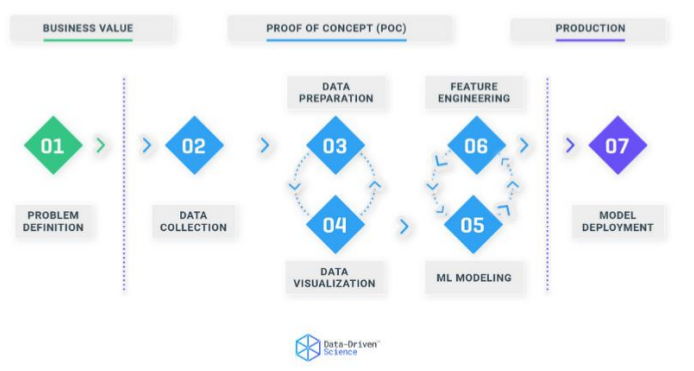 BUSINESS VALUE
PROOF OF CONCEPT (POC)
PRODUCTION
DATA
PREPARATION
FEATURE
ENGINEERING
01
02
03
06
07
04
05
PROBLEM
DEFINITION
DATA
COLLECTION
MODEL
DEPLOYMENT
DATA
VISUALIZATION
ML MODELING
Data-Driven™
Science